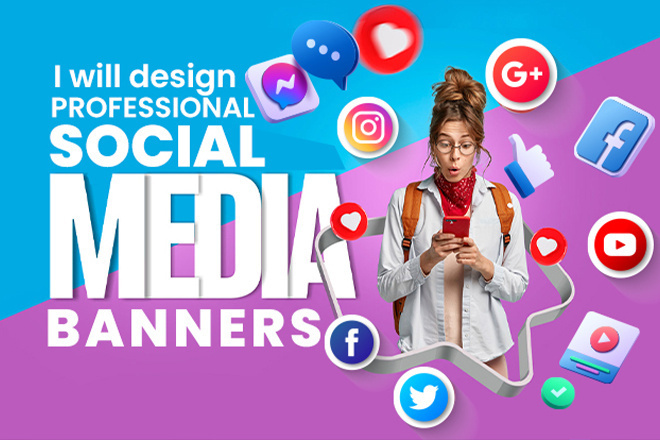 I will design
PROFESSIONAL
SOCIAL
MEDIA
BANNERS
G+
f
f